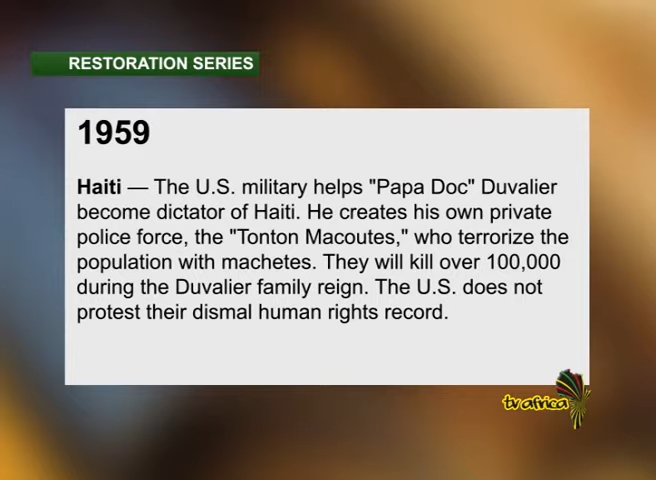 RESTORATION SERIES
1959
Haiti — The U.S. military helps "Papa Doc" Duvalier
become dictator of Haiti. He creates his own private
police force, the "Tonton Macoutes," who terrorize the
population with machetes. They will kill over 100,000
during the Duvalier family reign. The U.S. does not
protest their dismal human rights record.
tv africa